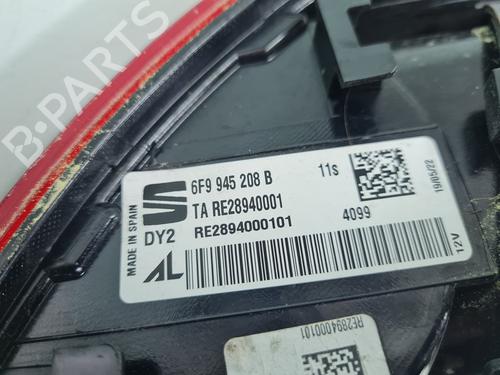 B-PARTS
MADE IN SPAIN
6F9 945 208 B
11s
TA RE28940001
DY2
RE2894000101
4099
19/05/22
AL
12V
RE2894000101